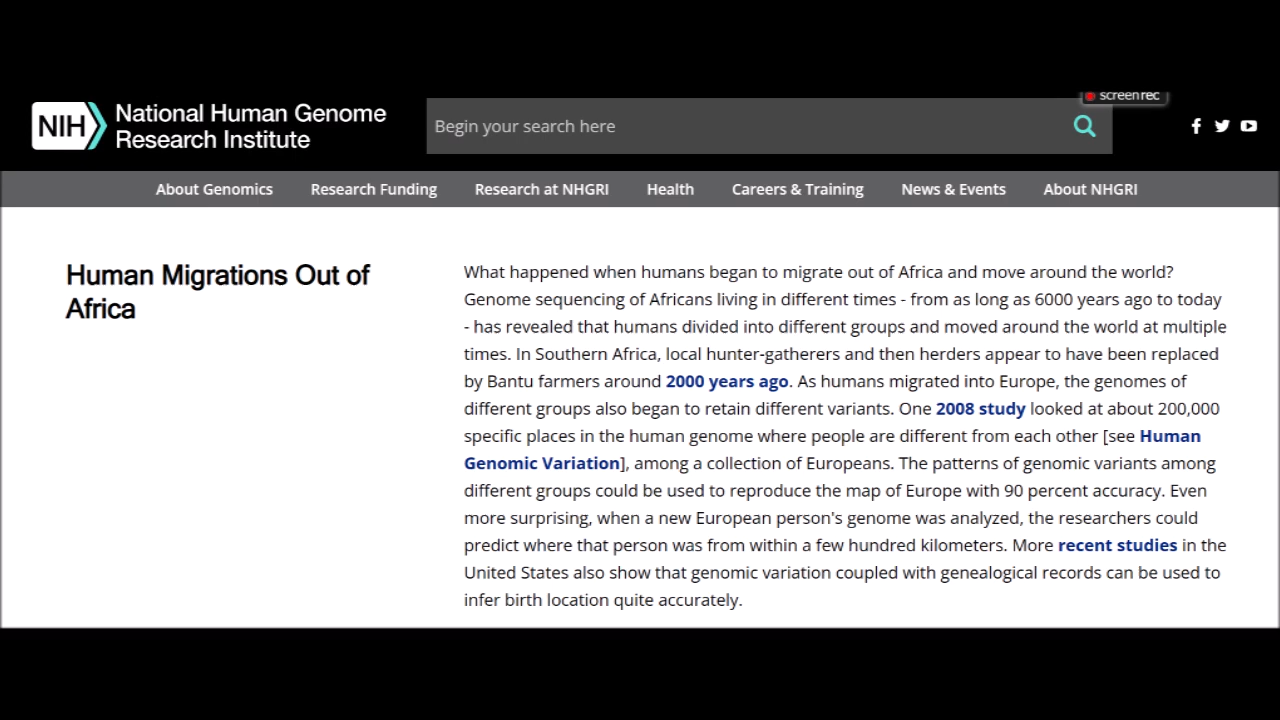 screenrec
NIH
National Human Genome
Research Institute
Begin your search here
About Genomics Research Funding Research at NHGRI Health Careers & Training News & Events About NHGRI
Human Migrations Out of
Africa
What happened when humans began to migrate out of Africa and move around the world?
Genome sequencing of Africans living in different times - from as long as 6000 years ago to today
- has revealed that humans divided into different groups and moved around the world at multiple
times. In Southern Africa, local hunter-gatherers and then herders appear to have been replaced
by Bantu farmers around 2000 years ago. As humans migrated into Europe, the genomes of
different groups also began to retain different variants. One 2008 study looked at about 200,000
specific places in the human genome where people are different from each other [see Human
Genomic Variation], among a collection of Europeans. The patterns of genomic variants among
different groups could be used to reproduce the map of Europe with 90 percent accuracy. Even
more surprising, when a new European person's genome was analyzed, the researchers could
predict where that person was from within a few hundred kilometers. More recent studies in the
United States also show that genomic variation coupled with genealogical records can be used to
infer birth location quite accurately.